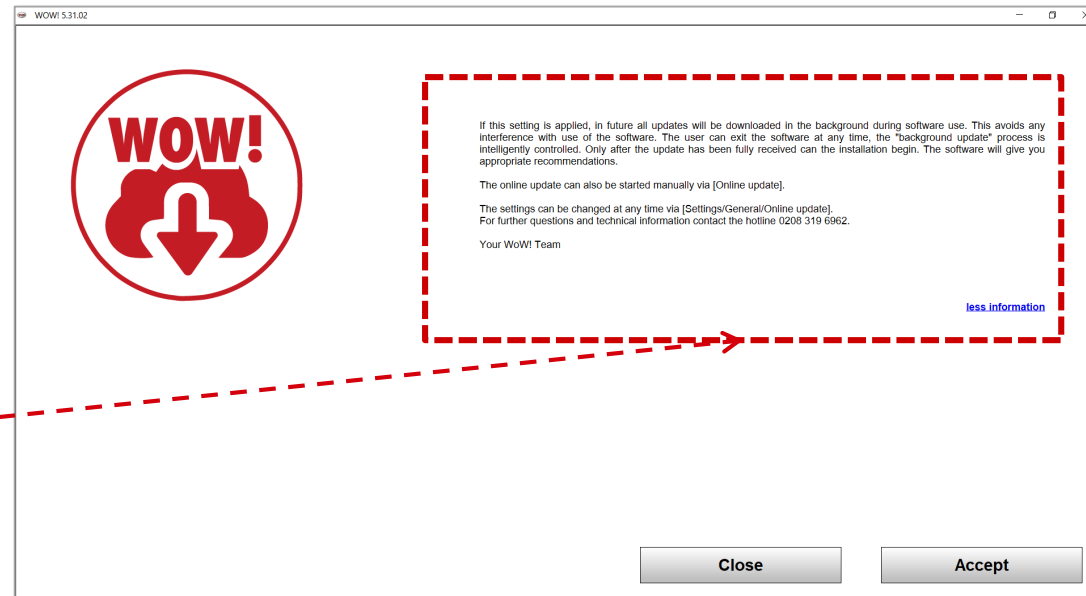 WOW! 5.31.02
WOW!
If this setting is applied, in future all updates will be downloaded in the background during software use. This avoids any
interference with use of the software. The user can exit the software at any time, the "background update" process is
intelligently controlled. Only after the update has been fully received can the installation begin. The software will give you
appropriate recommendations.
The online update can also be started manually via [Online update].
The settings can be changed at any time via [Settings/General/Online update].
For further questions and technical information contact the hotline 0208 319 6962.
Your WoW! Team
less information
Close
Accept